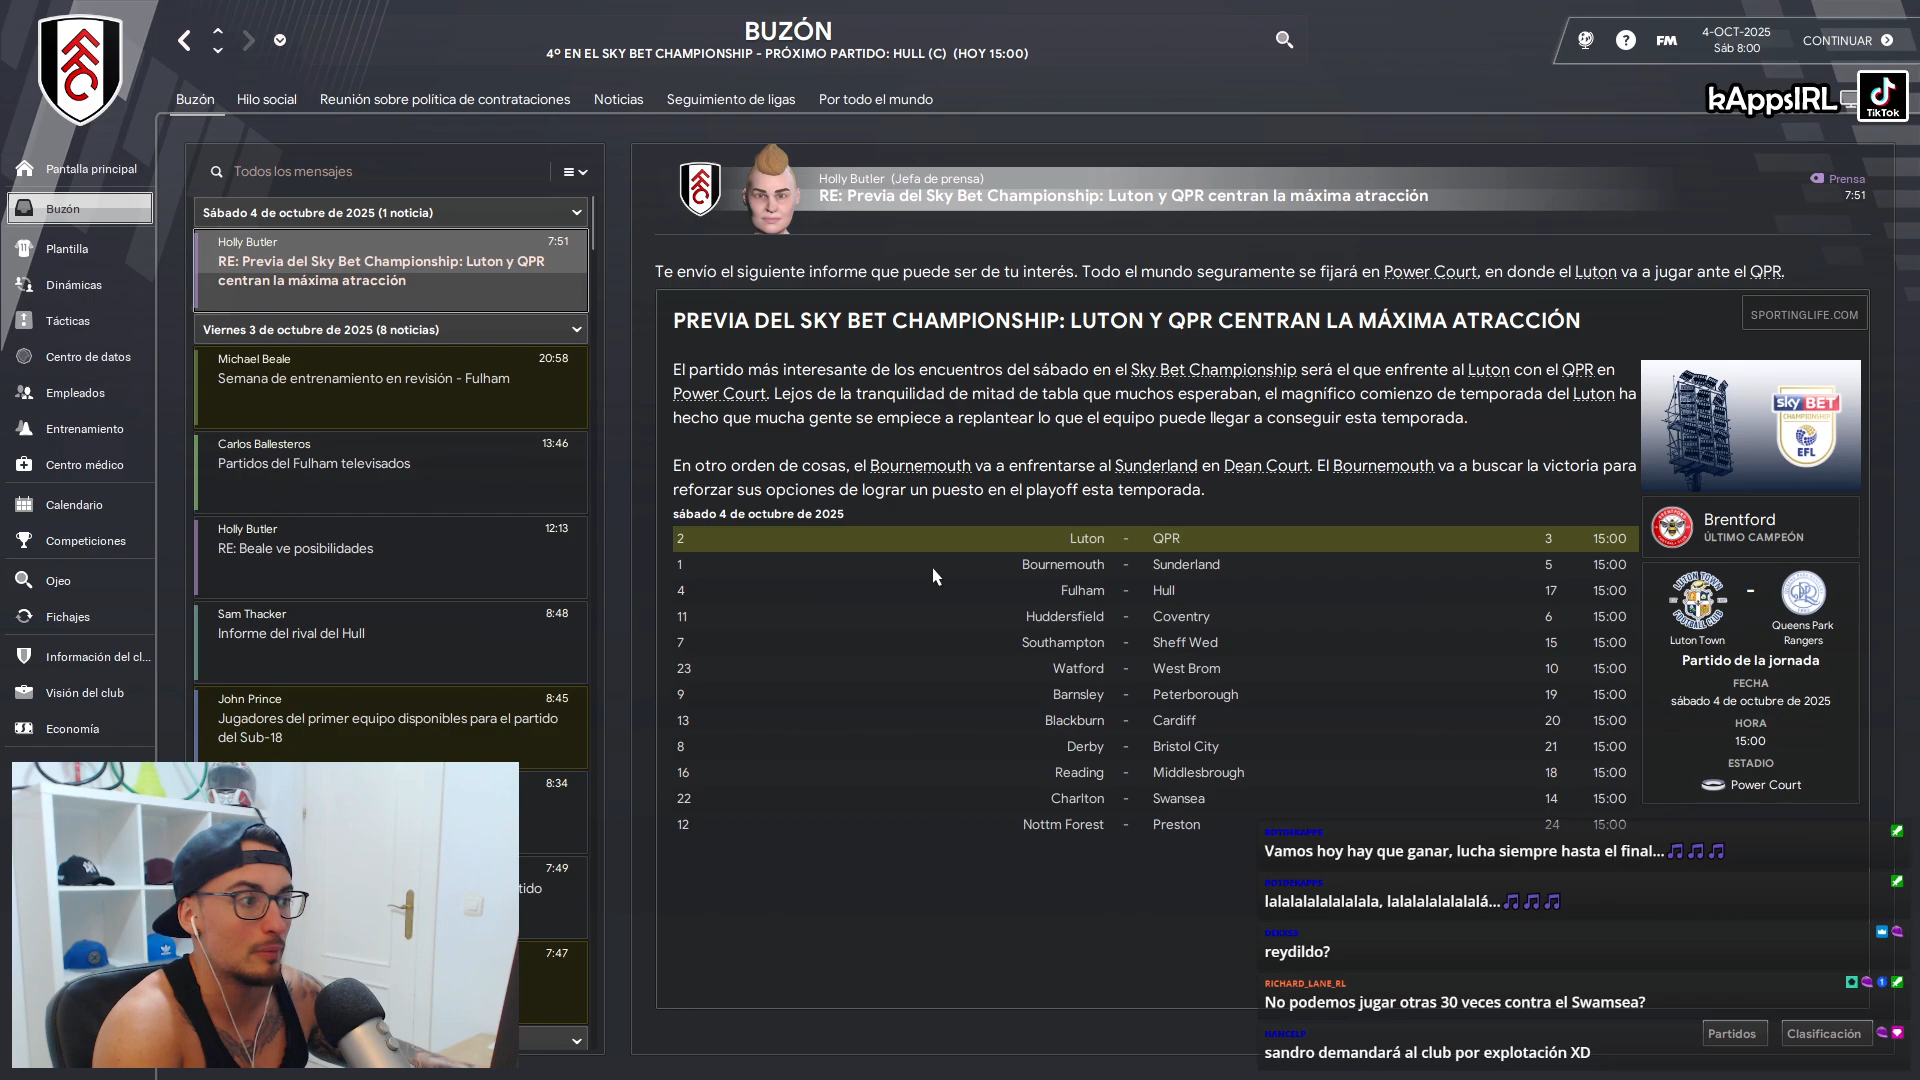 BUZÓN
4º EN EL SKY BET CHAMPIONSHIP - PRÓXIMO PARTIDO: HULL (C) (HOY 15:00)
FM
4-OCT-2025
Sáb 8:00
CONTINUAR
kAppsIRL
TikTok
Buzón
Hilo social
Reunión sobre política de contrataciones
Noticias
Seguimiento de ligas
Por todo el mundo
Pantalla principal
Buzón
Plantilla
Dinámicas
Tácticas
Centro de datos
Empleados
Entrenamiento
Centro médico
Calendario
Competiciones
Ojeo
Fichajes
Información del cl...
Visión del club
Economía
Todos los mensajes
Sábado 4 de octubre de 2025 (1 noticia)
Holly Butler 7:51
RE: Previa del Sky Bet Championship: Luton y QPR
centran la máxima atracción
Viernes 3 de octubre de 2025 (8 noticias)
Michael Beale 20:58
Semana de entrenamiento en revisión - Fulham
Carlos Ballesteros 13:46
Partidos del Fulham televisados
Holly Butler 12:13
RE: Beale ve posibilidades
Sam Thacker 8:48
Informe del rival del Hull
John Prince 8:45
Jugadores del primer equipo disponibles para el partido
del Sub-18
8:34
7:49
tido
7:47
Holly Butler (Jefa de prensa)
RE: Previa del Sky Bet Championship: Luton y QPR centran la máxima atracción
Prensa
7:51
Te envío el siguiente informe que puede ser de tu interés. Todo el mundo seguramente se fijará en Power Court, en donde el Luton va a jugar ante el QPR.
PREVIA DEL SKY BET CHAMPIONSHIP: LUTON Y QPR CENTRAN LA MÁXIMA ATRACCIÓN
SPORTINGLIFE.COM
El partido más interesante de los encuentros del sábado en el Sky Bet Championship será el que enfrente al Luton con el QPR en
Power Court. Lejos de la tranquilidad de mitad de tabla que muchos esperaban, el magnífico comienzo de temporada del Luton ha
hecho que mucha gente se empiece a replantear lo que el equipo puede llegar a conseguir esta temporada.
En otro orden de cosas, el Bournemouth va a enfrentarse al Sunderland en Dean Court. El Bournemouth va a buscar la victoria para
reforzar sus opciones de lograr un puesto en el playoff esta temporada.
sábado 4 de octubre de 2025
2 Luton - QPR 3 15:00
1 Bournemouth - Sunderland 5 15:00
4 Fulham - Hull 17 15:00
11 Huddersfield - Coventry 6 15:00
7 Southampton - Sheff Wed 15 15:00
23 Watford - West Brom 10 15:00
9 Barnsley - Peterborough 19 15:00
13 Blackburn - Cardiff 20 15:00
8 Derby - Bristol City 21 15:00
16 Reading - Middlesbrough 18 15:00
22 Charlton - Swansea 14 15:00
12 Nottm Forest - Preston 24 15:00
sky BET
CHAMPIONSHIP
EFL
Brentford
ÚLTIMO CAMPEÓN
Luton Town
-
Queens Park
Rangers
Partido de la jornada
FECHA
sábado 4 de octubre de 2025
HORA
15:00
ESTADIO
Power Court
Vamos hoy hay que ganar, lucha siempre hasta el final...
lalalalalalalala, lalalalalalalalá...
reydildo?
RICHARD_LANE_RL
No podemos jugar otras 30 veces contra el Swamsea?
sandro demandará al club por explotación XD
Partidos
Clasificación